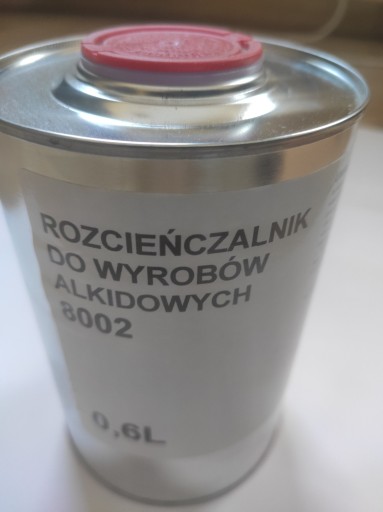 ROZCIEŃCZALNIK
DO WYROBÓW
ALKIDOWYCH
8002
0,6L